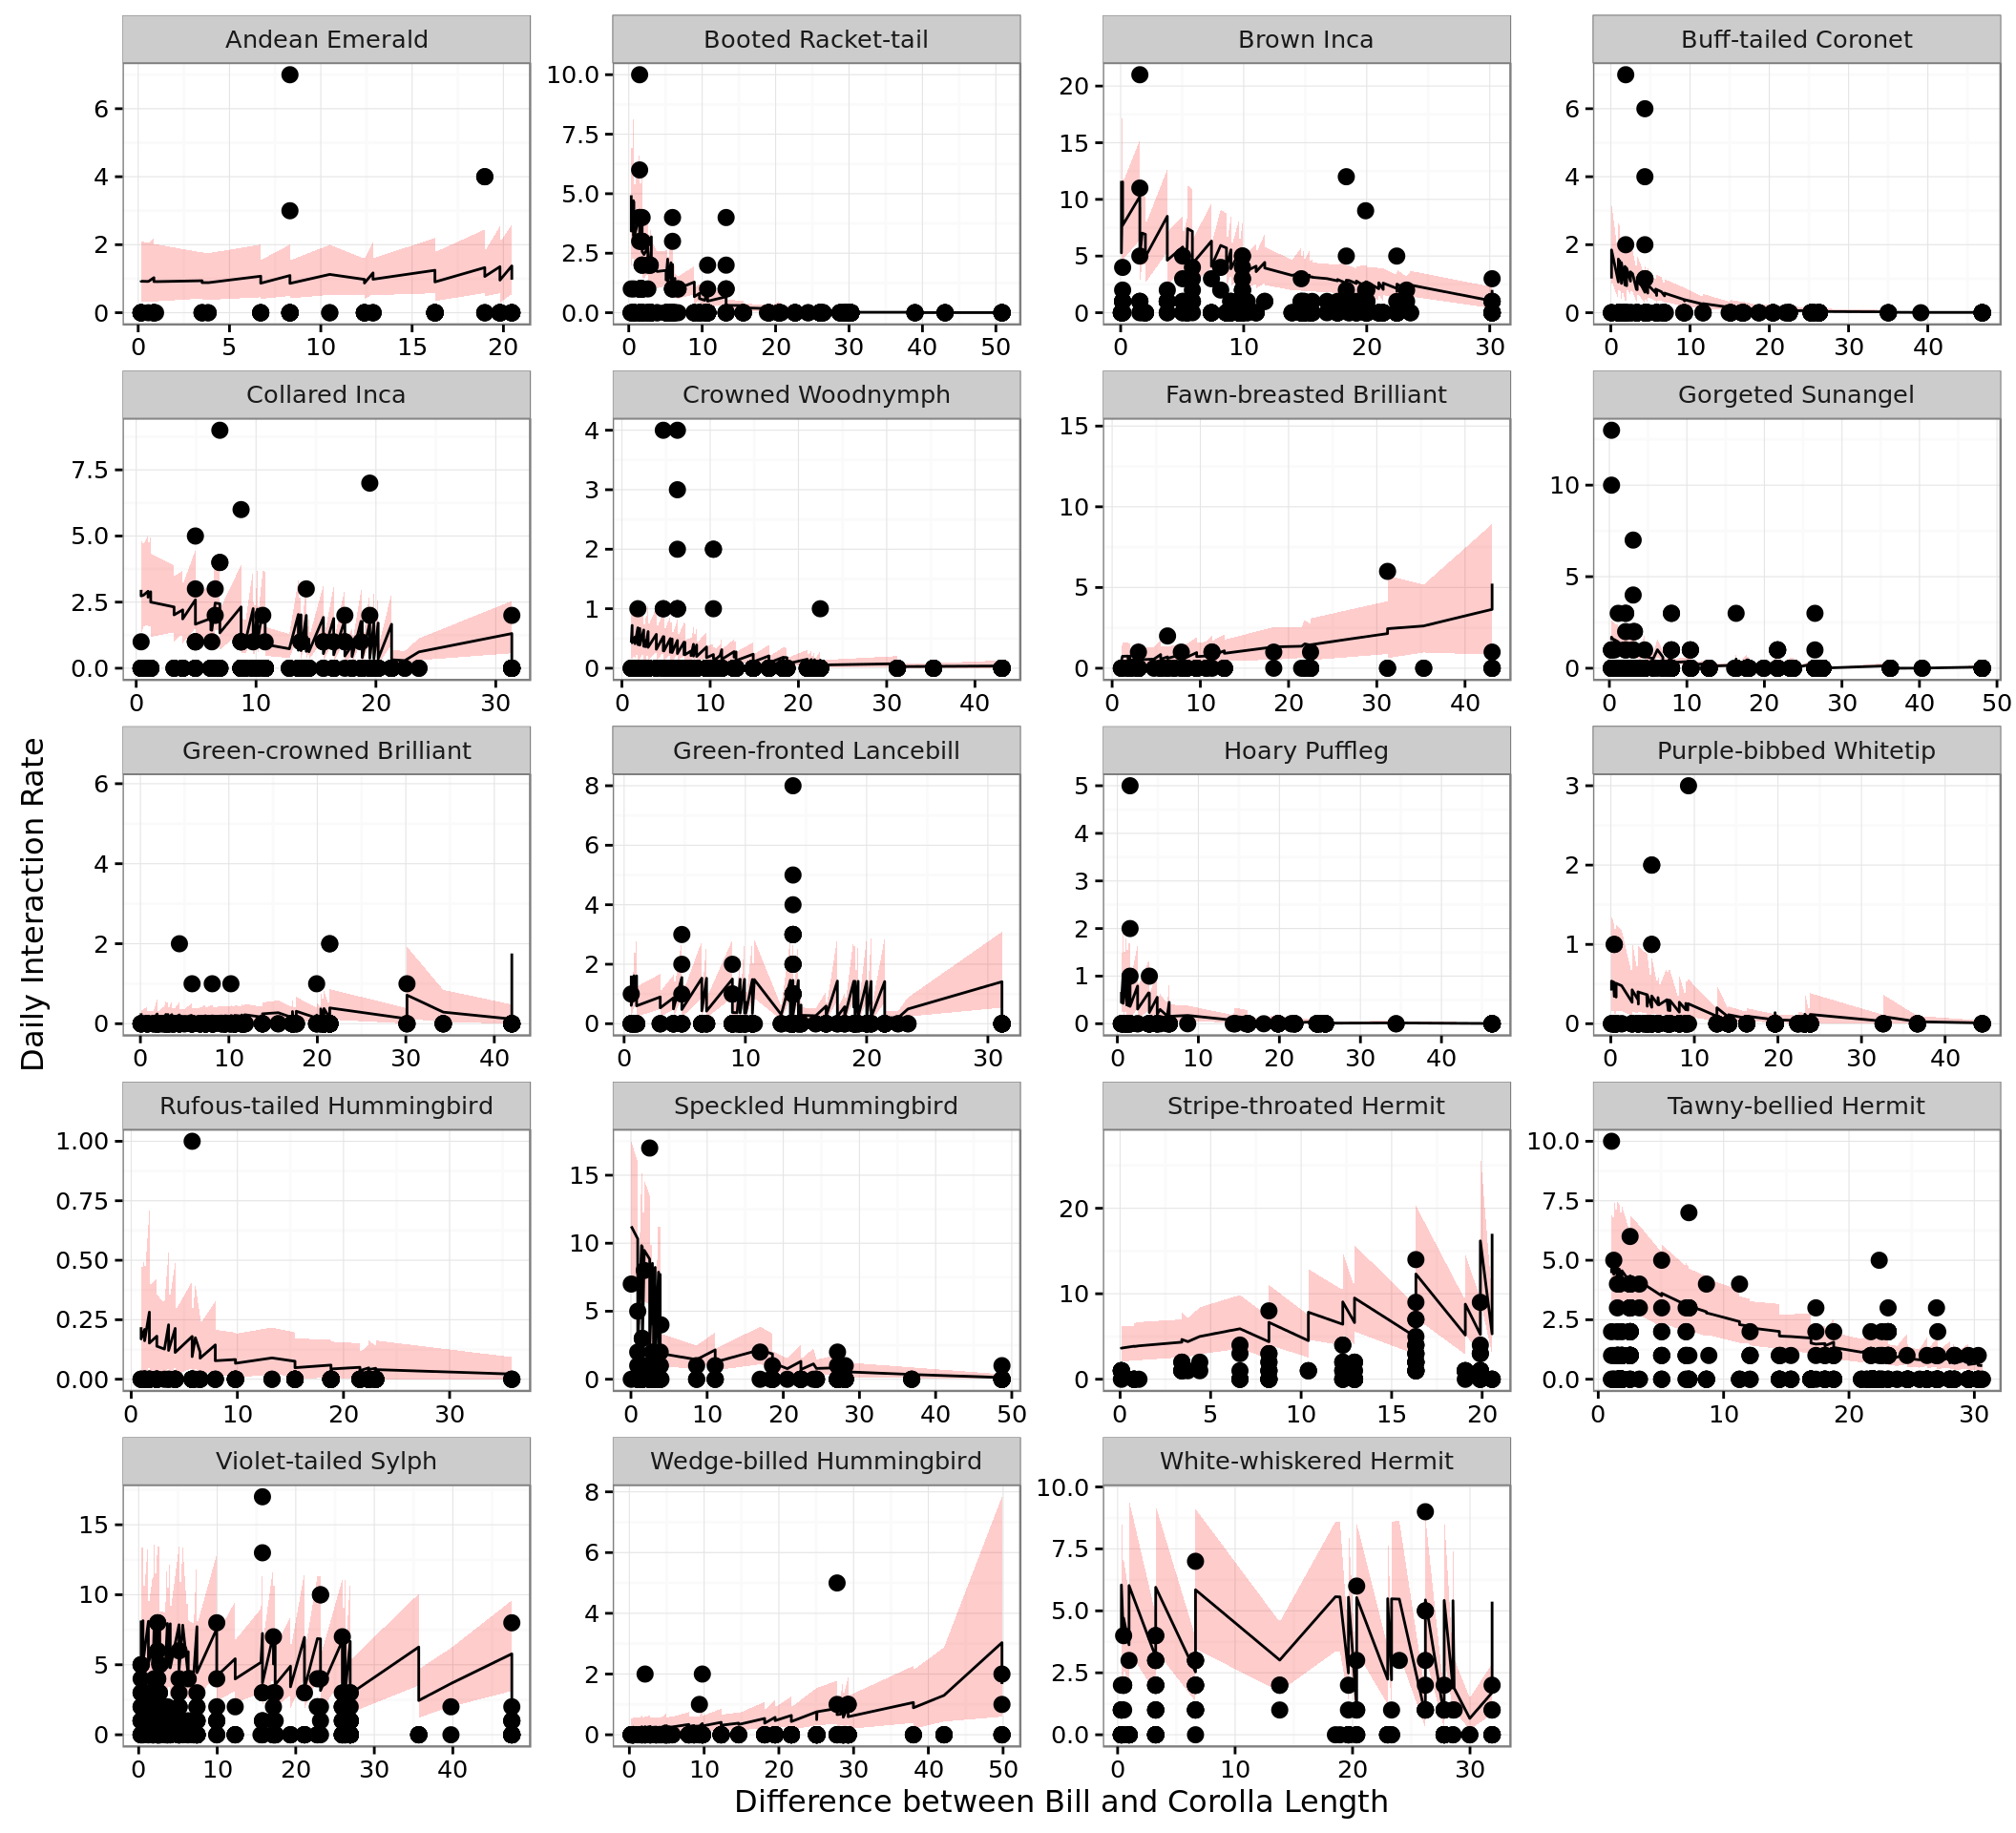 Andean Emerald Booted Racket-tail Brown Inca Buff-tailed Coronet
6 4 2 0
10.0 7.5 5.0 2.5 0.0
20 15 10 5 0
6 4 2 0
0 5 10 15 20
0 10 20 30 40 50
0 10 20 30
0 10 20 30 40
Collared Inca Crowned Woodnymph Fawn-breasted Brilliant Gorgeted Sunangel
7.5 5.0 2.5 0.0
4 3 2 1 0
15 10 5 0
10 5 0
0 10 20 30
0 10 20 30 40
0 10 20 30 40
0 10 20 30 40 50
Daily Interaction Rate
Green-crowned Brilliant Green-fronted Lancebill Hoary Puffleg Purple-bibbed Whitetip
6 4 2 0
8 6 4 2 0
5 4 3 2 1 0
3 2 1 0
0 10 20 30 40
0 10 20 30
0 10 20 30 40
0 10 20 30 40
Rufous-tailed Hummingbird Speckled Hummingbird Stripe-throated Hermit Tawny-bellied Hermit
1.00 0.75 0.50 0.25 0.00
15 10 5 0
20 10 0
10.0 7.5 5.0 2.5 0.0
0 10 20 30
0 10 20 30 40 50
0 5 10 15 20
0 10 20 30
Violet-tailed Sylph Wedge-billed Hummingbird White-whiskered Hermit
15 10 5 0
8 6 4 2 0
10.0 7.5 5.0 2.5 0.0
0 10 20 30 40
0 10 20 30 40 50
0 10 20 30
Difference between Bill and Corolla Length